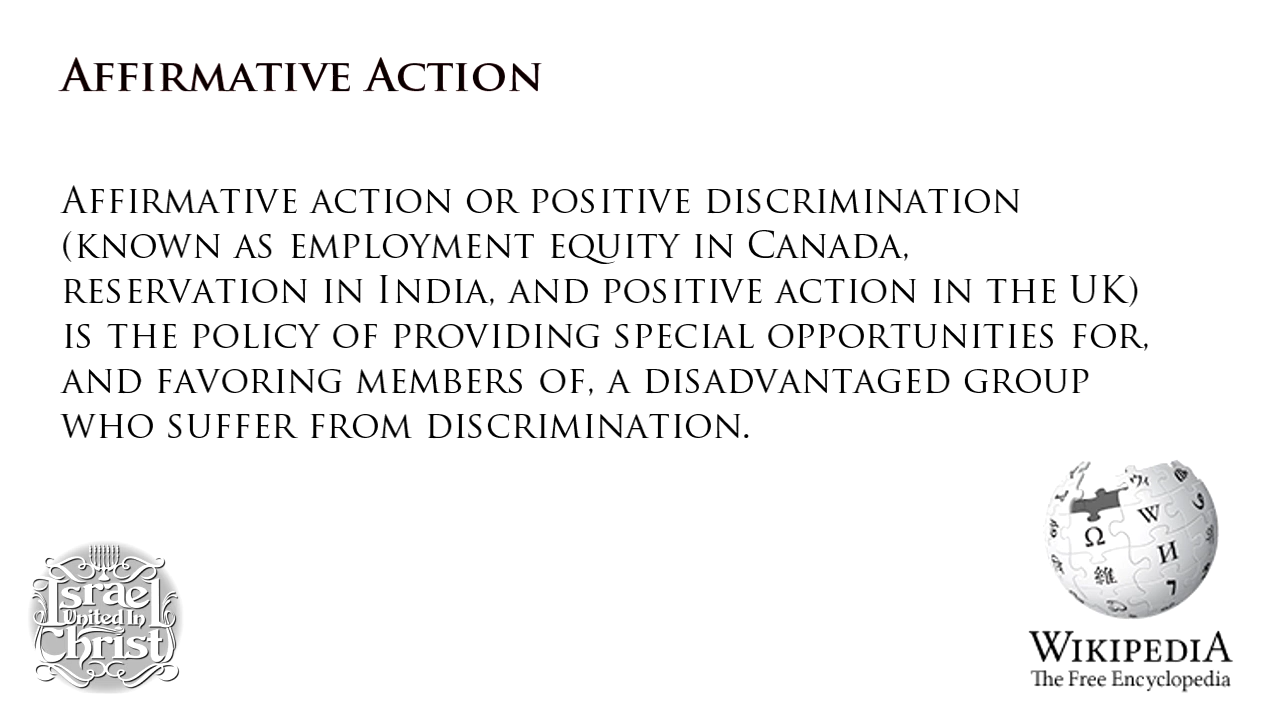 Affirmative Action
Affirmative action or positive discrimination
(known as employment equity in Canada,
reservation in India, and positive action in the UK)
is the policy of providing special opportunities for,
and favoring members of, a disadvantaged group
who suffer from discrimination.
Israel
United In
Christ
Ω
W
И
維
WIKIPEDIA
The Free Encyclopedia